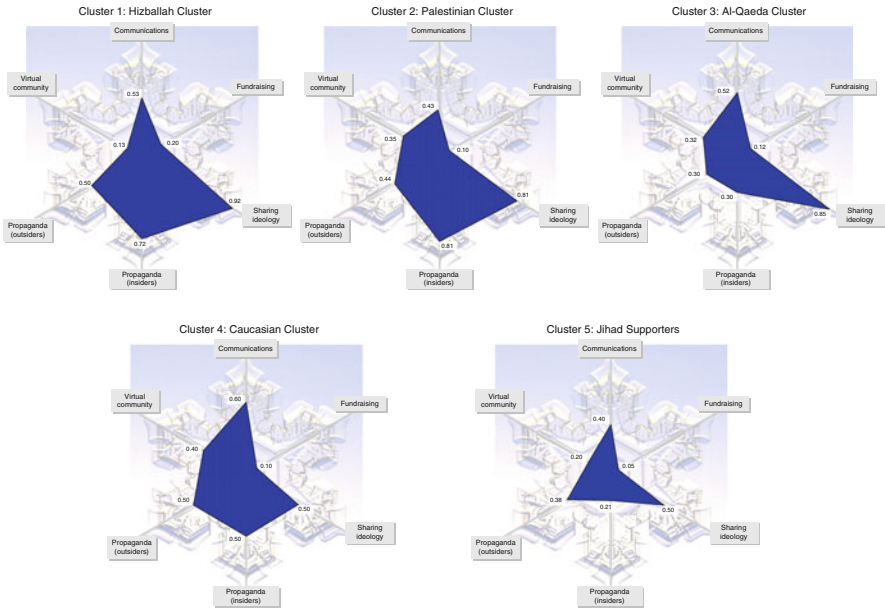 Cluster 1: Hizballah Cluster
Communications
Virtual
community
Fundraising
0.53
0.13
0.20
0.50
0.92
Sharing
ideology
Propaganda
(outsiders)
0.72
Propaganda
(insiders)
Cluster 2: Palestinian Cluster
Communications
Virtual
community
Fundraising
0.43
0.35
0.10
0.44
0.81
Sharing
ideology
Propaganda
(outsiders)
0.81
Propaganda
(insiders)
Cluster 3: Al-Qaeda Cluster
Communications
Virtual
community
Fundraising
0.52
0.32
0.12
0.30
0.30
0.85
Sharing
ideology
Propaganda
(outsiders)
Propaganda
(insiders)
Cluster 4: Caucasian Cluster
Communications
Virtual
community
Fundraising
0.60
0.40
0.10
0.50
0.50
Sharing
ideology
Propaganda
(outsiders)
0.50
Propaganda
(insiders)
Cluster 5: Jihad Supporters
Communications
Virtual
community
Fundraising
0.40
0.20
0.05
0.38
0.21
0.50
Sharing
ideology
Propaganda
(outsiders)
Propaganda
(insiders)